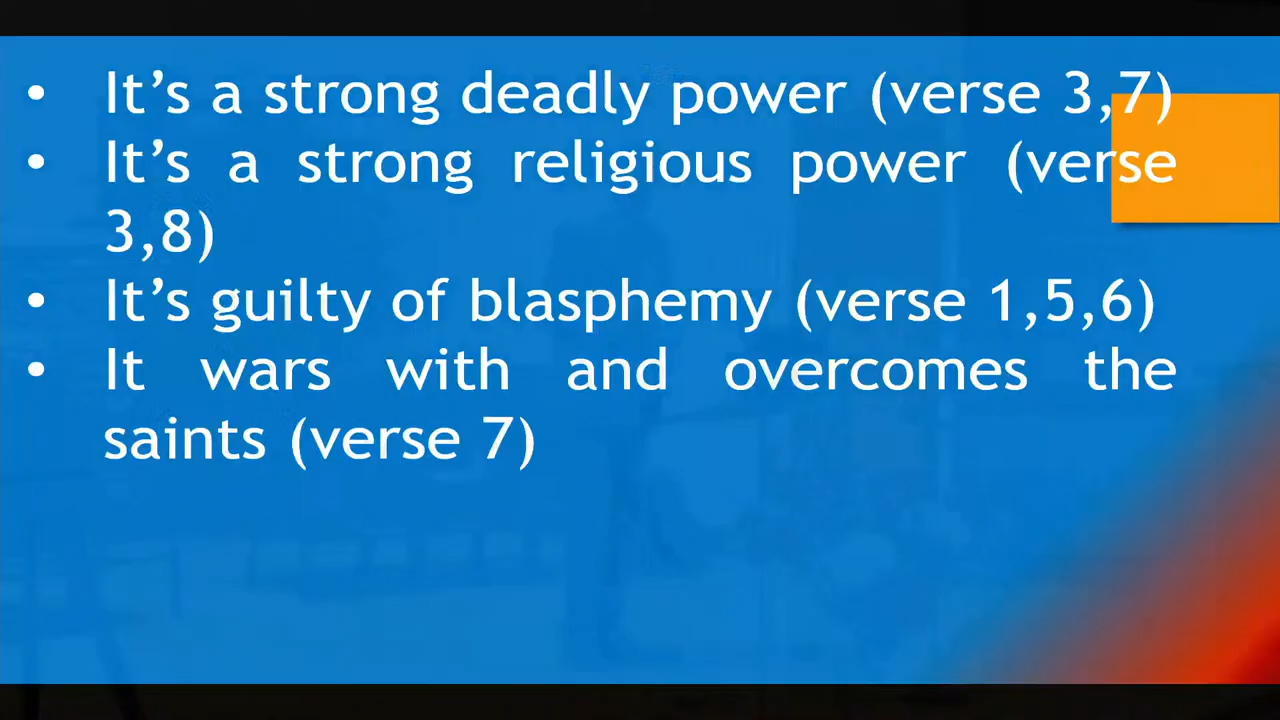 • It’s a strong deadly power (verse 3,7)
• It’s a strong religious power (verse
3,8)
• It’s guilty of blasphemy (verse 1,5,6)
• It wars with and overcomes the
saints (verse 7)